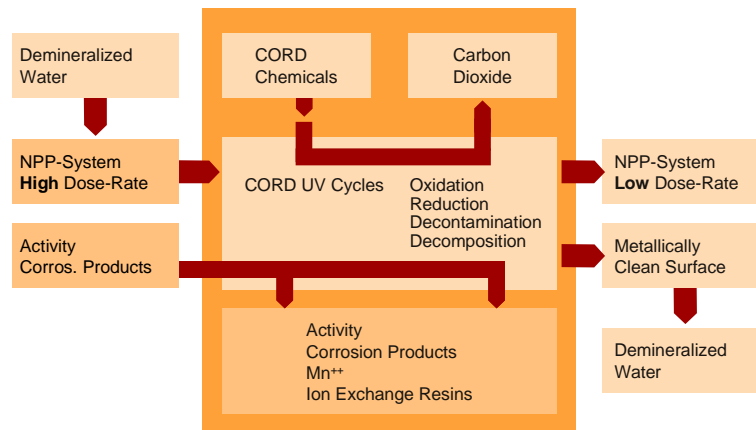 Demineralized
Water
CORD
Chemicals
Carbon
Dioxide
NPP-System
High Dose-Rate
CORD UV Cycles
Oxidation
Reduction
Decontamination
Decomposition
NPP-System
Low Dose-Rate
Activity
Corros. Products
Metallically
Clean Surface
Activity
Corrosion Products
Mn⁺⁺
Ion Exchange Resins
Demineralized
Water